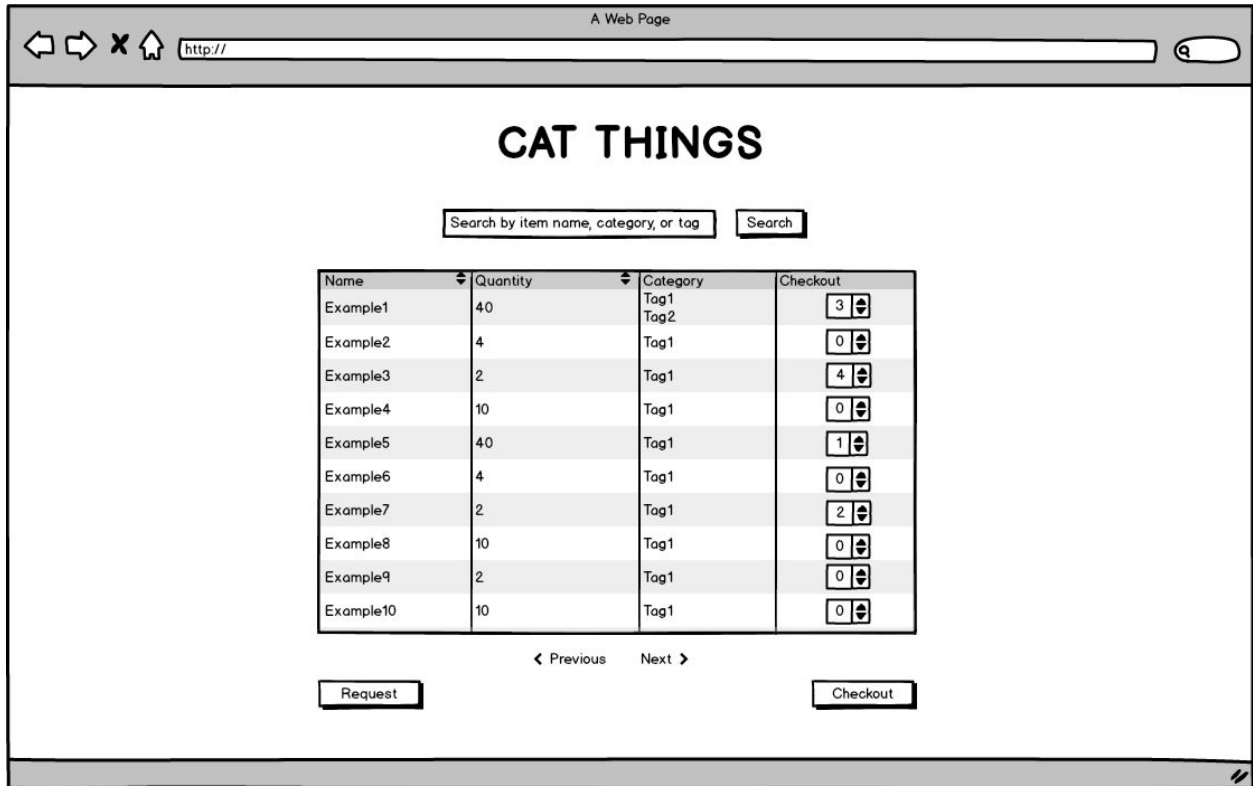 A Web Page
http://
CAT THINGS
Search by item name, category, or tag Search
Name Quantity Category Checkout
Example1 40 Tag1 3
Tag2
Example2 4 Tag1 0
Example3 2 Tag1 4
Example4 10 Tag1 0
Example5 40 Tag1 1
Example6 4 Tag1 0
Example7 2 Tag1 2
Example8 10 Tag1 0
Example9 2 Tag1 0
Example10 10 Tag1 0
Previous Next
Request Checkout